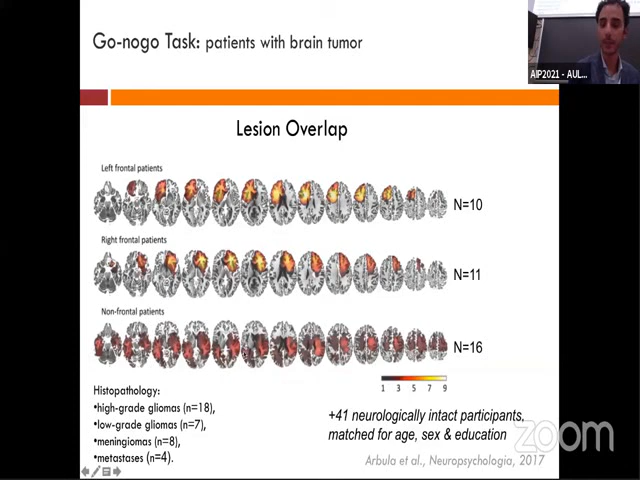 Go-nogo Task: patients with brain tumor
AIP2021 - AUL...
Lesion Overlap
Left frontal patients
N=10
Right frontal patients
N=11
Non-frontal patients
N=16
1 3 5 7 9
Histopathology:
•high-grade gliomas (n=18),
•low-grade gliomas (n=7),
•meningiomas (n=8),
•metastases (n=4).
+41 neurologically intact participants,
matched for age, sex & education
Arbula et al., Neuropsychologia, 2017
zoom